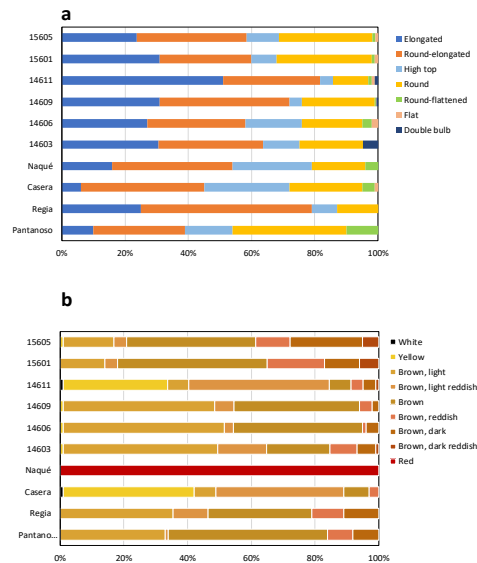 a
15605
15601
14611
14609
14606
14603
Naqué
Casera
Regia
Pantanoso
0% 20% 40% 60% 80% 100%
Elongated
Round-elongated
High top
Round
Round-flattened
Flat
Double bulb
b
15605
15601
14611
14609
14606
14603
Naqué
Casera
Regia
Pantano...
0% 20% 40% 60% 80% 100%
White
Yellow
Brown, light
Brown, light reddish
Brown
Brown, reddish
Brown, dark
Brown, dark reddish
Red